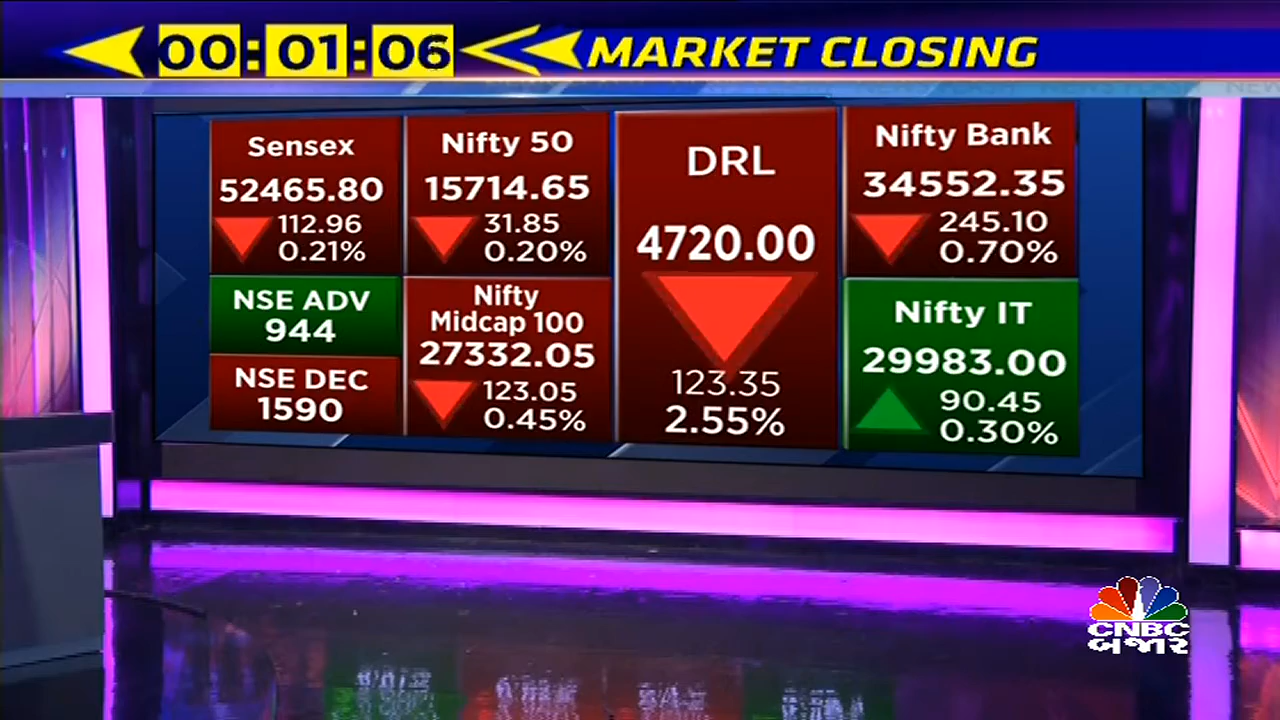 00:01:06
MARKET CLOSING
Sensex
52465.80
112.96
0.21%
NSE ADV
944
NSE DEC
1590
Nifty 50
15714.65
31.85
0.20%
Nifty
Midcap 100
27332.05
123.05
0.45%
DRL
4720.00
123.35
2.55%
Nifty Bank
34552.35
245.10
0.70%
Nifty IT
29983.00
90.45
0.30%
CNBC
બજાર